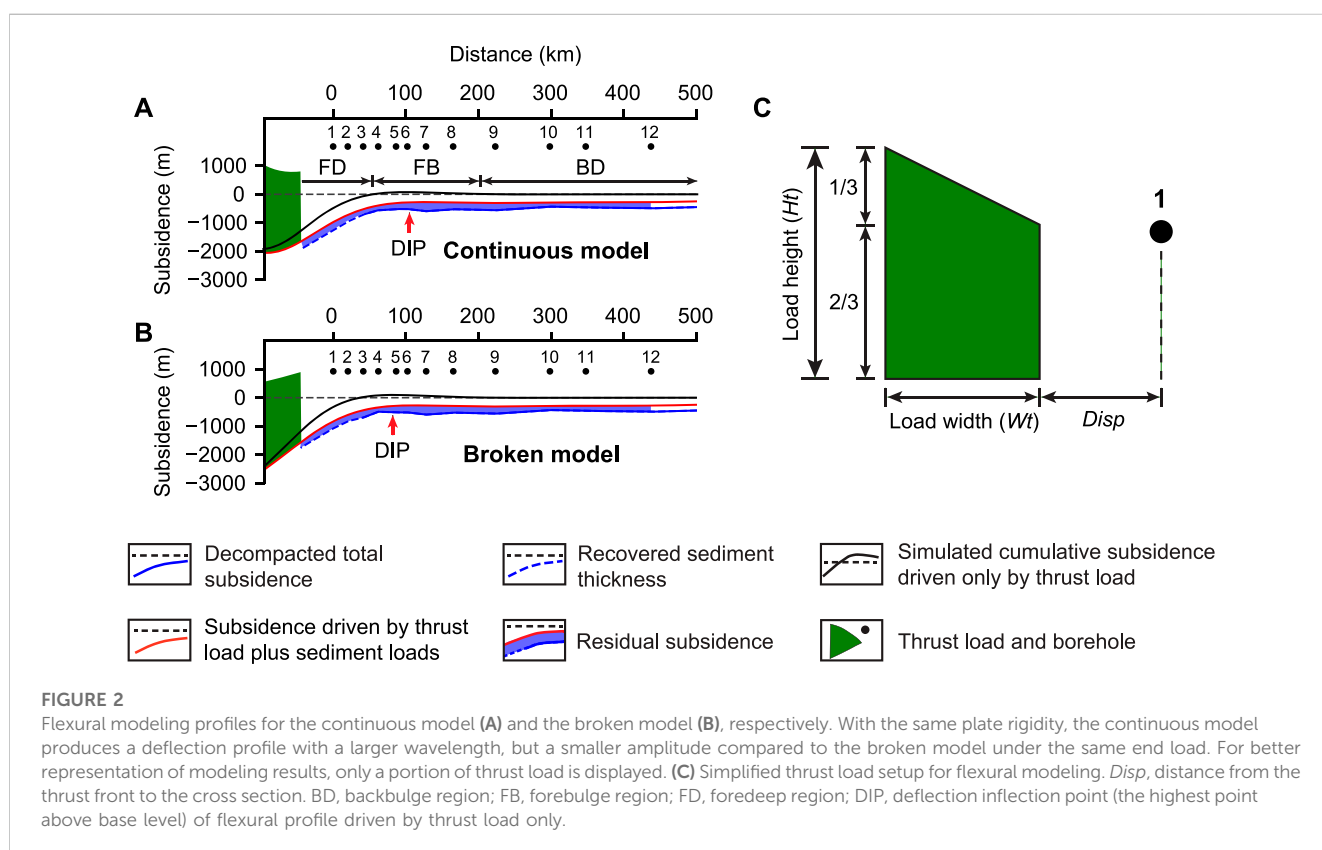 Distance (km)
A
0 100 200 300 400 500
1 2 3 4 5 6 7 8 9 10 11 12
FD FB BD
Subsidence (m)
1000
0
−1000
−2000
−3000
DIP
Continuous model
B
0 100 200 300 400 500
1 2 3 4 5 6 7 8 9 10 11 12
Subsidence (m)
1000
0
−1000
−2000
−3000
DIP
Broken model
C
Load height (Ht)
1/3
2/3
1
Load width (Wt)
Disp
Decompacted total
subsidence
Recovered sediment
thickness
Simulated cumulative subsidence
driven only by thrust load
Subsidence driven by thrust
load plus sediment loads
Residual subsidence
Thrust load and borehole
FIGURE 2
Flexural modeling profiles for the continuous model (A) and the broken model (B), respectively. With the same plate rigidity, the continuous model
produces a deflection profile with a larger wavelength, but a smaller amplitude compared to the broken model under the same end load. For better
representation of modeling results, only a portion of thrust load is displayed. (C) Simplified thrust load setup for flexural modeling. Disp, distance from the
thrust front to the cross section. BD, backbulge region; FB, forebulge region; FD, foredeep region; DIP, deflection inflection point (the highest point
above base level) of flexural profile driven by thrust load only.